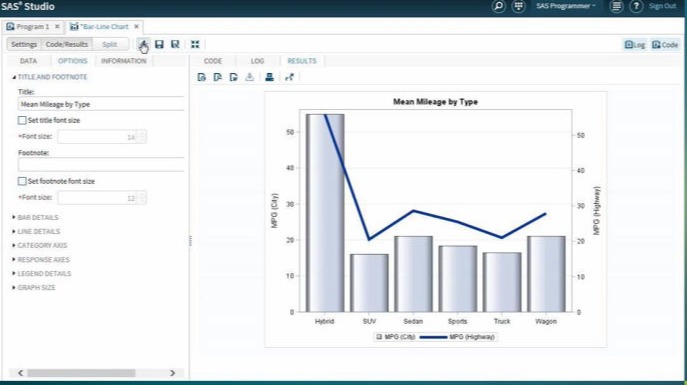 SAS® Studio
SAS Programmer
Sign Out
Program 1 ×
*Bar-Line Chart ×
Settings Code/Results Split
Log Code
DATA OPTIONS INFORMATION
CODE LOG RESULTS
TITLE AND FOOTNOTE
Title:
Mean Mileage by Type
Set title font size
*Font size: 14
Footnote:
Set footnote font size
*Font size: 12
BAR DETAILS
LINE DETAILS
CATEGORY AXIS
RESPONSE AXES
LEGEND DETAILS
GRAPH SIZE
Mean Mileage by Type
MPG (City)
50
40
30
20
10
0
50
40
30
20
10
0
MPG (Highway)
Hybrid SUV Sedan Sports Truck Wagon
MPG (City) MPG (Highway)